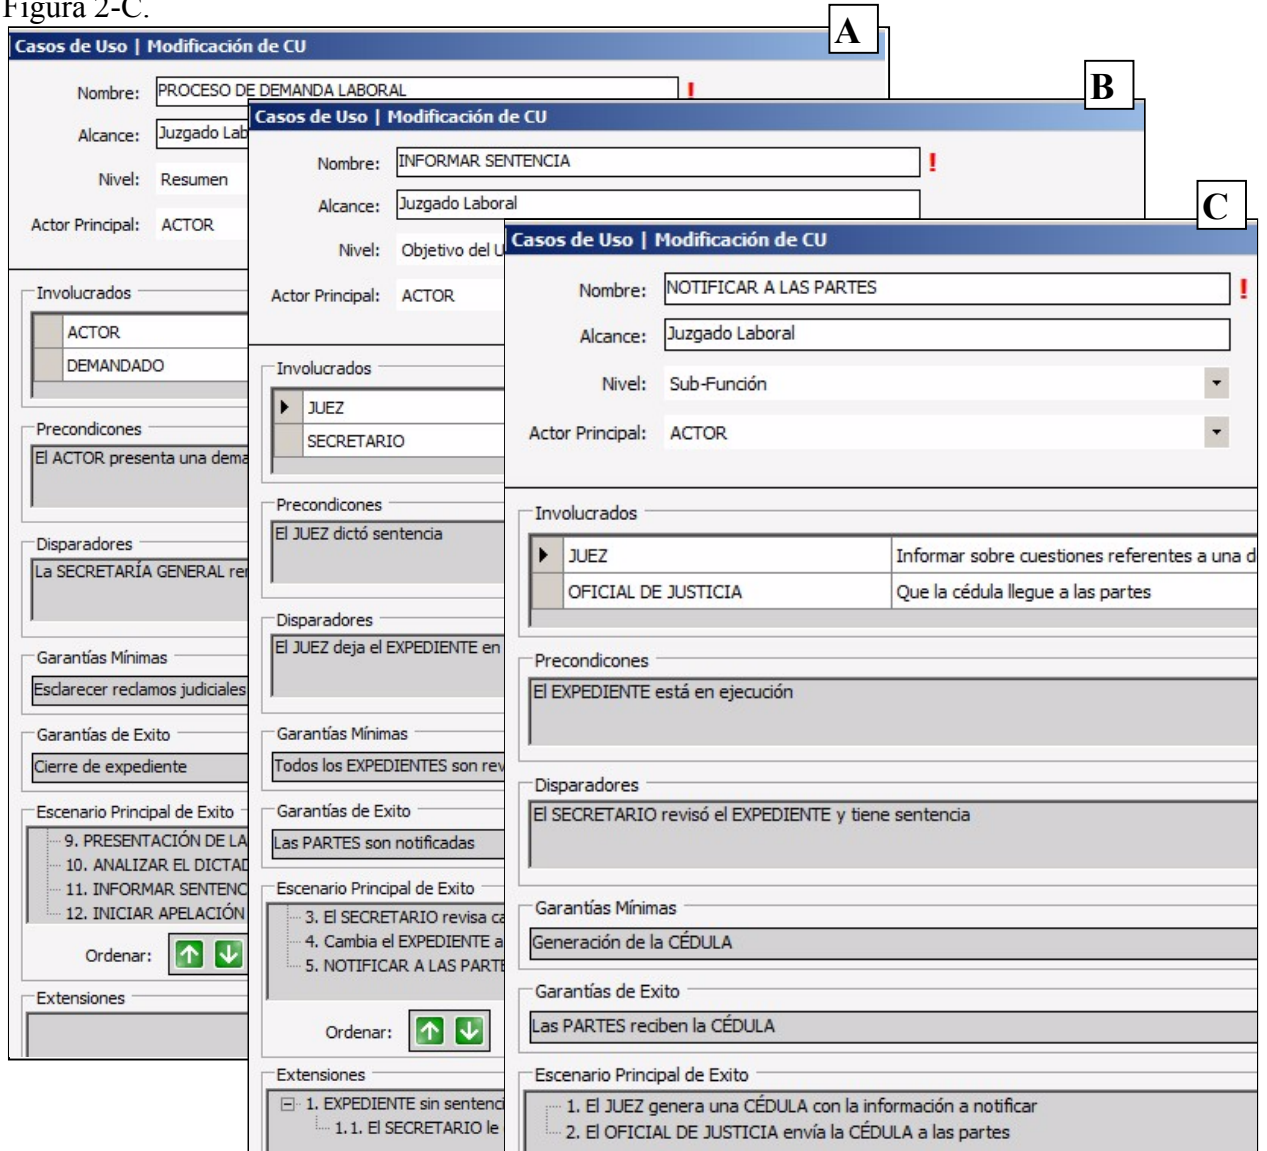 Figura 2-C.
A
Casos de Uso | Modificación de CU
Nombre: PROCESO DE DEMANDA LABORAL !
Alcance: Juzgado Lab
Nivel: Resumen
Actor Principal: ACTOR
Involucrados
ACTOR
DEMANDADO
Precondicones
El ACTOR presenta una dema
Disparadores
La SECRETARÍA GENERAL
Garantías Mínimas
Esclarecer reclamos judiciales
Garantías de Exito
Cierre de expediente
Escenario Principal de Exito
9. PRESENTACIÓN DE LA
10. ANALIZAR EL DICTAD
11. INFORMAR SENTENC
12. INICIAR APELACIÓN
Ordenar:
Extensiones
B
Casos de Uso | Modificación de CU
Nombre: INFORMAR SENTENCIA !
Alcance: Juzgado Laboral
Nivel: Objetivo del U
Actor Principal: ACTOR
Involucrados
JUEZ
SECRETARIO
Precondicones
El JUEZ dictó sentencia
Disparadores
El JUEZ deja el EXPEDIENTE en
Garantías Mínimas
Todos los EXPEDIENTES son rev
Garantías de Exito
Las PARTES son notificadas
Escenario Principal de Exito
3. El SECRETARIO revisa ca
4. Cambia el EXPEDIENTE a
5. NOTIFICAR A LAS PARTE
Ordenar:
Extensiones
1. EXPEDIENTE sin sentenci
1.1. El SECRETARIO le
C
Casos de Uso | Modificación de CU
Nombre: NOTIFICAR A LAS PARTES !
Alcance: Juzgado Laboral
Nivel: Sub-Función
Actor Principal: ACTOR
Involucrados
JUEZ Informar sobre cuestiones referentes a una d
OFICIAL DE JUSTICIA Que la cédula llegue a las partes
Precondicones
El EXPEDIENTE está en ejecución
Disparadores
El SECRETARIO revisó el EXPEDIENTE y tiene sentencia
Garantías Mínimas
Generación de la CÉDULA
Garantías de Exito
Las PARTES reciben la CÉDULA
Escenario Principal de Exito
1. El JUEZ genera una CÉDULA con la información a notificar
2. El OFICIAL DE JUSTICIA envía la CÉDULA a las partes